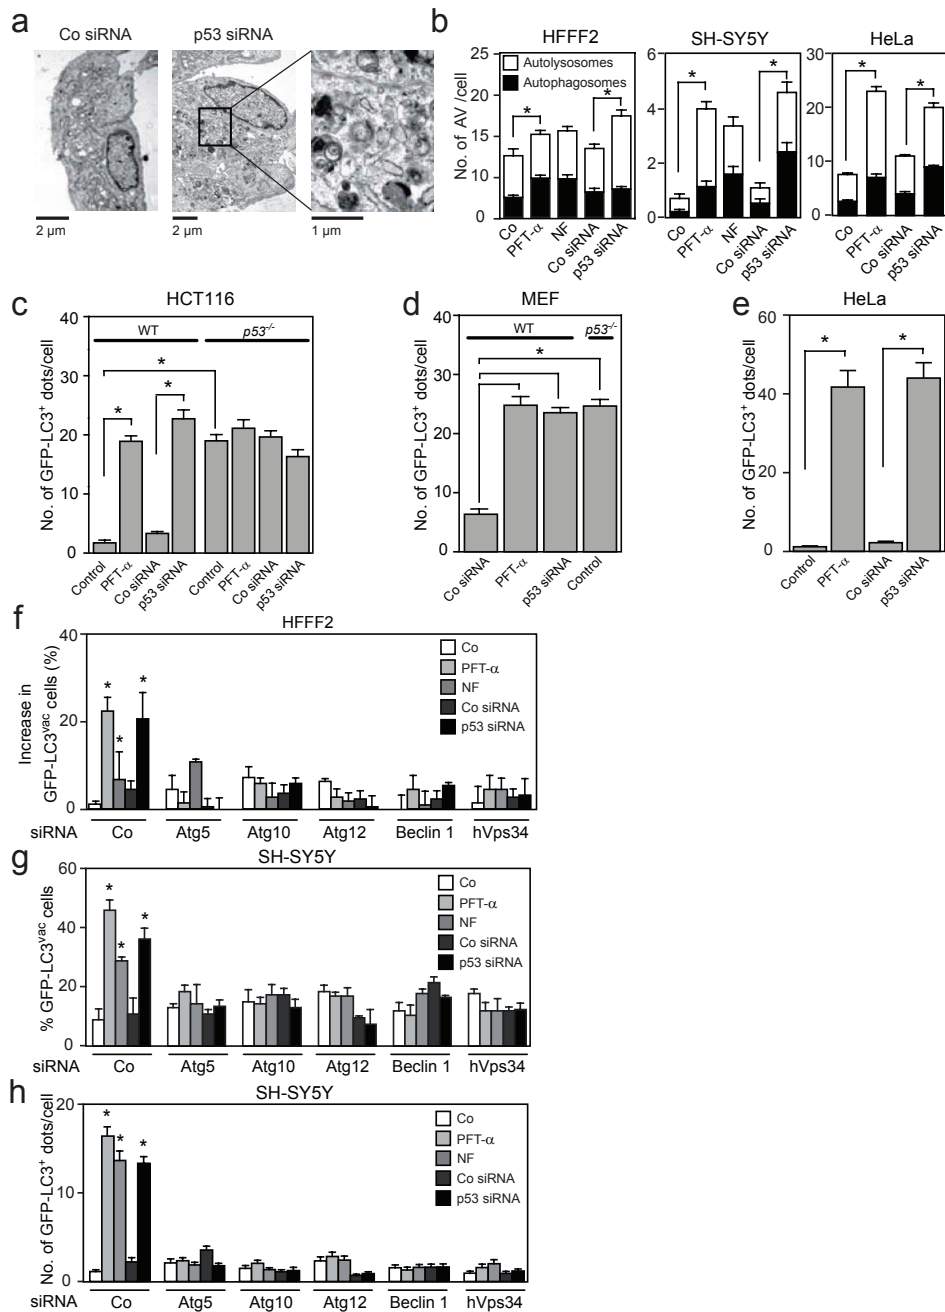 a
Co siRNA
p53 siRNA
2 µm
2 µm
1 µm
b
HFFF2
SH-SY5Y
HeLa
No. of AV /cell
25
20
15
10
5
0
Autolysosomes
Autophagosomes
*
*
Co
PFT-α
NF
Co siRNA
p53 siRNA
6
4
2
0
*
*
Co
PFT-α
NF
Co siRNA
p53 siRNA
30
20
10
0
*
*
Co
PFT-α
Co siRNA
p53 siRNA
c
HCT116
No. of GFP-LC3⁺ dots/cell
40
30
20
10
0
WT
p53⁻/⁻
*
*
*
Control
PFT-α
Co siRNA
p53 siRNA
Control
PFT-α
Co siRNA
p53 siRNA
d
MEF
No. of GFP-LC3⁺ dots/cell
40
30
20
10
0
WT
p53⁻/⁻
*
Co siRNA
PFT-α
p53 siRNA
Control
e
HeLa
No. of GFP-LC3⁺ dots/cell
60
40
20
0
*
*
Control
PFT-α
Co siRNA
p53 siRNA
f
HFFF2
Increase in
GFP-LC3ᵛᵃᶜ cells (%)
40
20
0
*
*
*
Co
PFT-α
NF
Co siRNA
p53 siRNA
siRNA Co Atg5 Atg10 Atg12 Beclin 1 hVps34
g
SH-SY5Y
% GFP-LC3ᵛᵃᶜ cells
60
40
20
0
*
*
*
Co
PFT-α
NF
Co siRNA
p53 siRNA
siRNA Co Atg5 Atg10 Atg12 Beclin 1 hVps34
h
SH-SY5Y
No. of GFP-LC3⁺ dots/cell
20
10
0
*
*
*
Co
PFT-α
NF
Co siRNA
p53 siRNA
siRNA Co Atg5 Atg10 Atg12 Beclin 1 hVps34